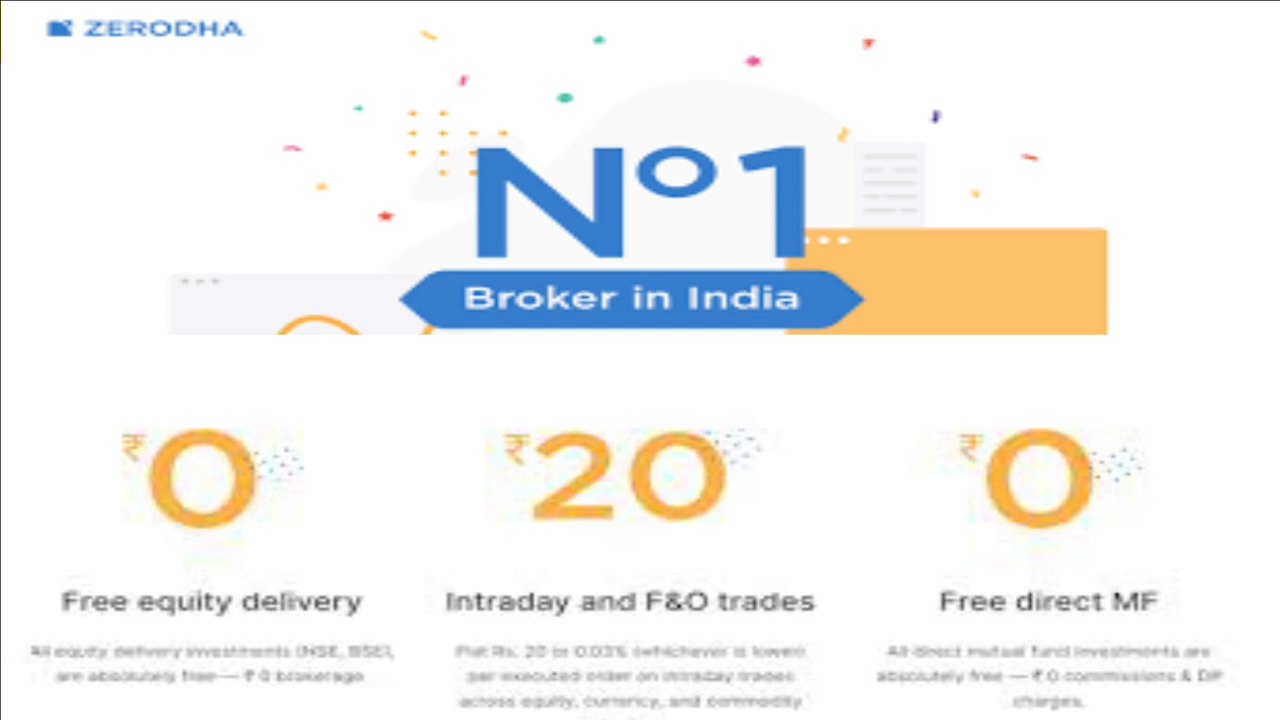 ZERODHA
Nº1
Broker in India
₹0
₹20
₹0
Free equity delivery
Intraday and F&O trades
Free direct MF
All equity delivery investments (NSE, BSE),
are absolutely free — ₹ 0 brokerage.
Flat Rs. 20 or 0.03% (whichever is lower)
per executed order on intraday trades
across equity, currency, and commodity
All direct mutual fund investments are
absolutely free — ₹ 0 commissions & DP
charges.